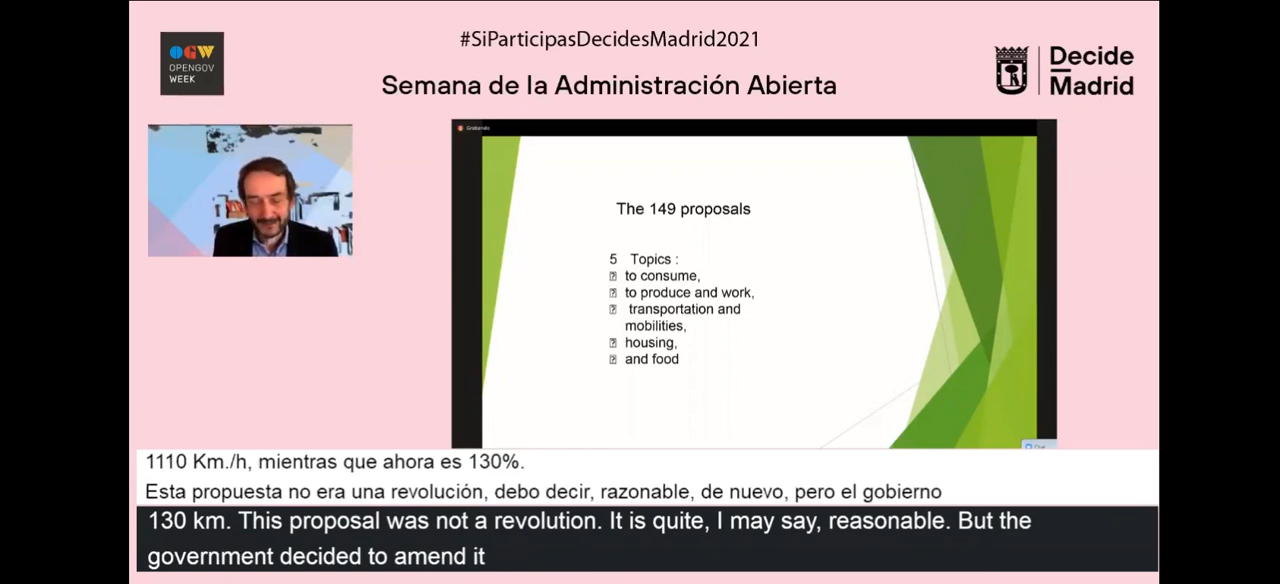 #SiParticipasDecidesMadrid2021
OGW
OPENGOV
WEEK
Semana de la Administración Abierta
Decide
Madrid
Grabando
The 149 proposals
5 Topics :
to consume,
to produce and work,
transportation and
mobilities,
housing,
and food
1110 Km./h, mientras que ahora es 130%.
Esta propuesta no era una revolución, debo decir, razonable, de nuevo, pero el gobierno
130 km. This proposal was not a revolution. It is quite, I may say, reasonable. But the
government decided to amend it